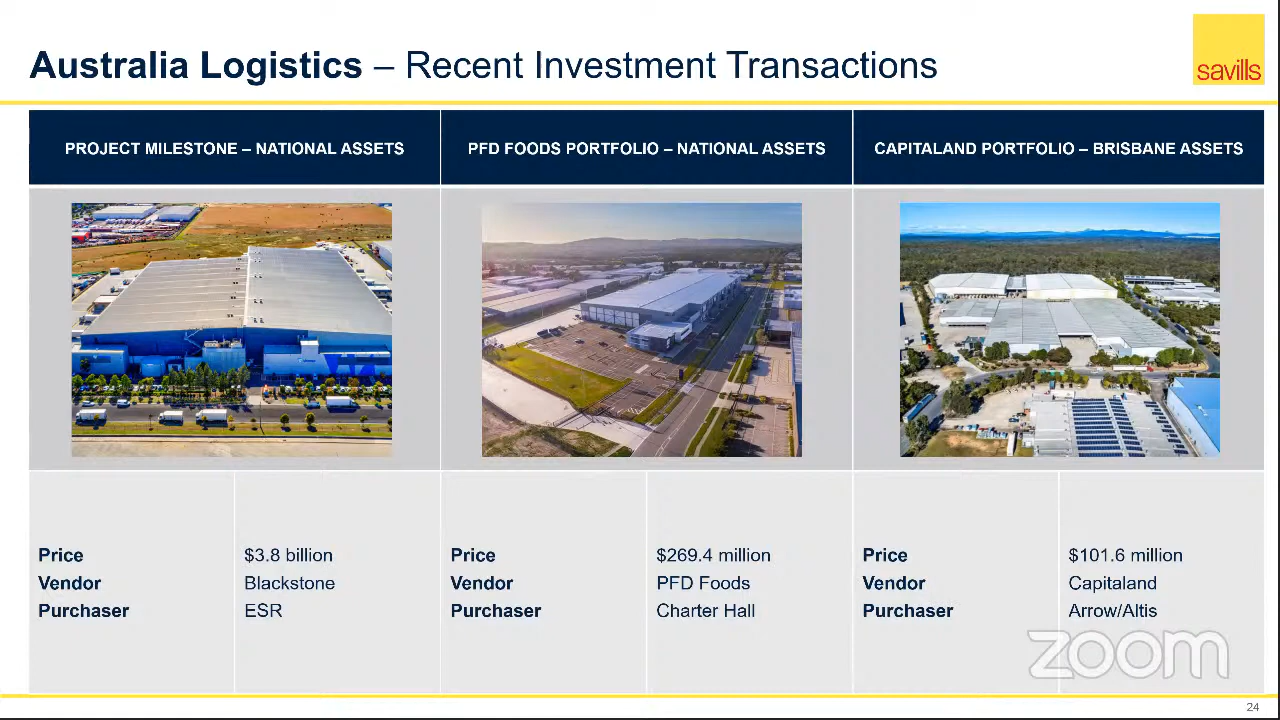 Australia Logistics – Recent Investment Transactions
savills
PROJECT MILESTONE – NATIONAL ASSETS
PFD FOODS PORTFOLIO – NATIONAL ASSETS
CAPITALAND PORTFOLIO – BRISBANE ASSETS
Price $3.8 billion
Vendor Blackstone
Purchaser ESR
Price $269.4 million
Vendor PFD Foods
Purchaser Charter Hall
Price $101.6 million
Vendor Capitaland
Purchaser Arrow/Altis
zoom
24